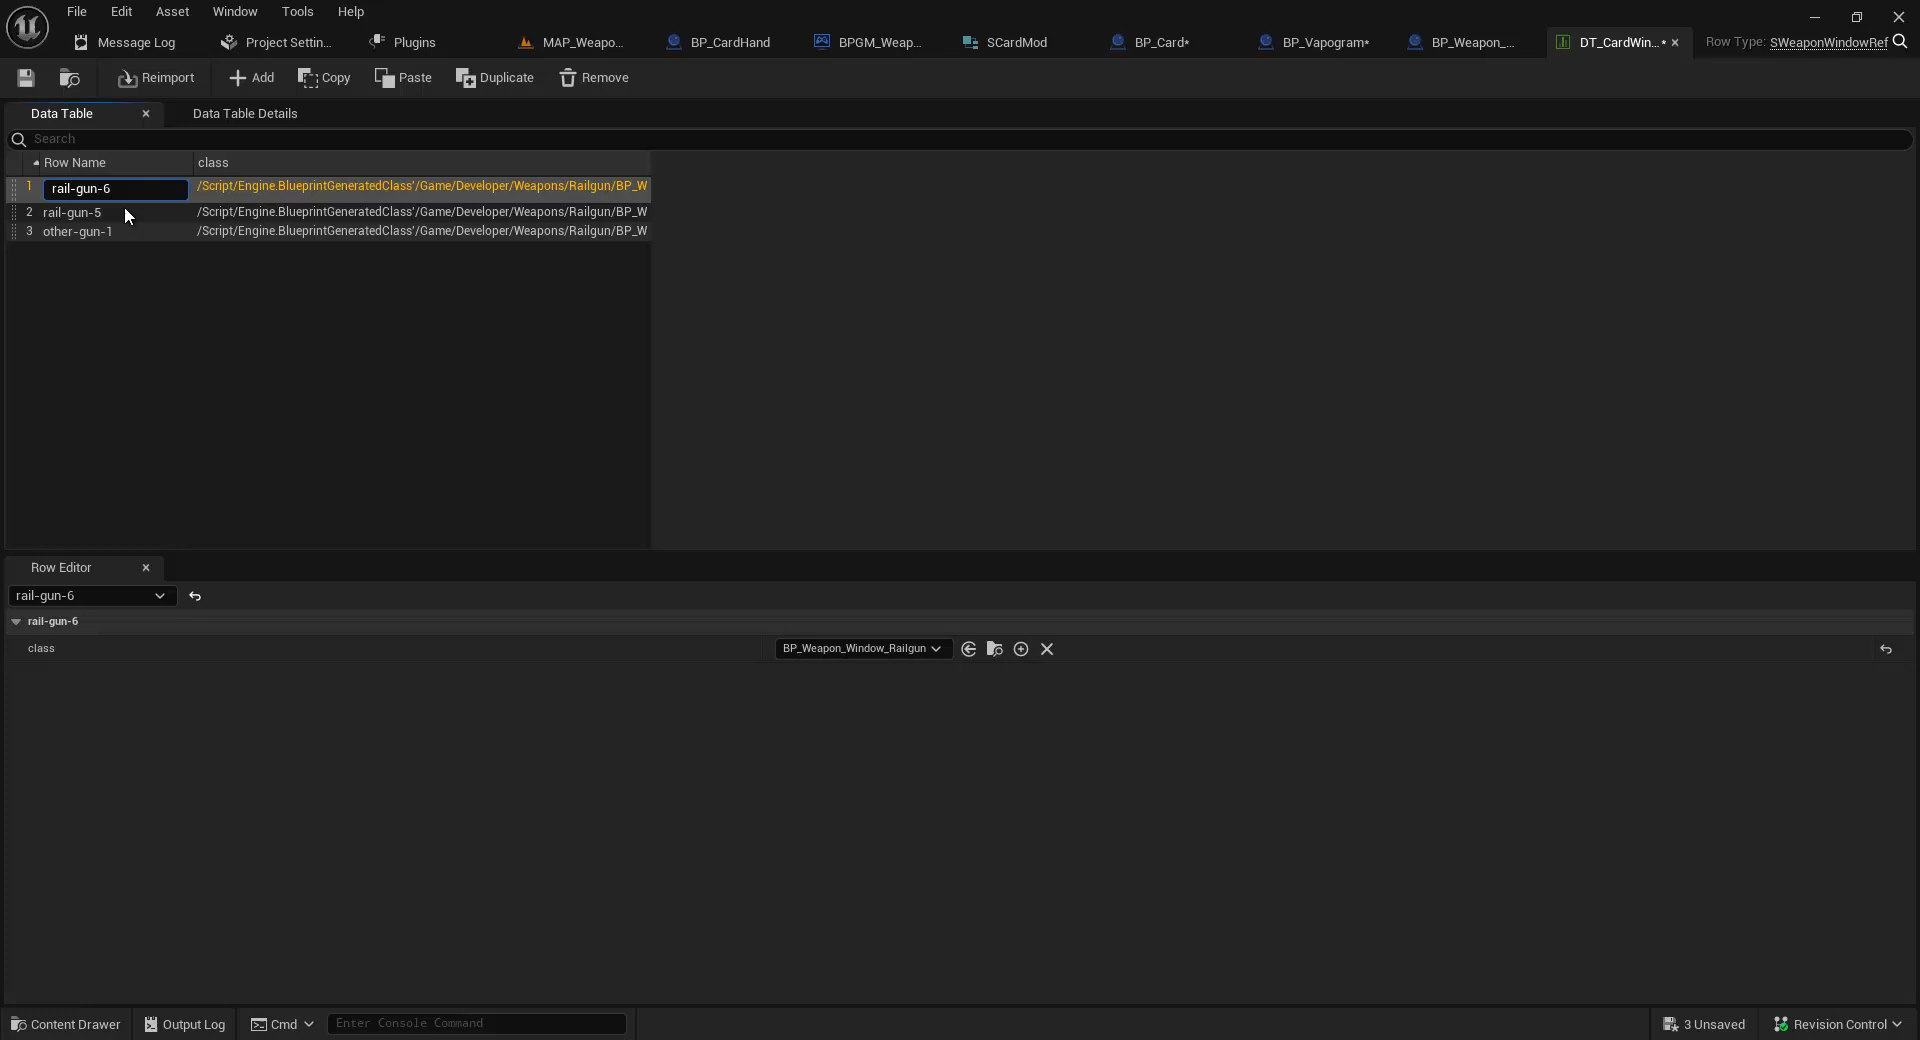 File Edit Asset Window Tools Help
Message Log Project Settin... Plugins MAP_Weapo... BP_CardHand BPGM_Weap... SCardMod BP_Card* BP_Vapogram* BP_Weapon_... DT_CardWin...* Row Type: SWeaponWindowRef
Reimport Add Copy Paste Duplicate Remove
Data Table Data Table Details
Search
Row Name class
1 rail-gun-6 /Script/Engine.BlueprintGeneratedClass'/Game/Developer/Weapons/Railgun/BP_W
2 rail-gun-5 /Script/Engine.BlueprintGeneratedClass'/Game/Developer/Weapons/Railgun/BP_W
3 other-gun-1 /Script/Engine.BlueprintGeneratedClass'/Game/Developer/Weapons/Railgun/BP_W
Row Editor
rail-gun-6
rail-gun-6
class BP_Weapon_Window_Railgun
Content Drawer Output Log Cmd Enter Console Command 3 Unsaved Revision Control